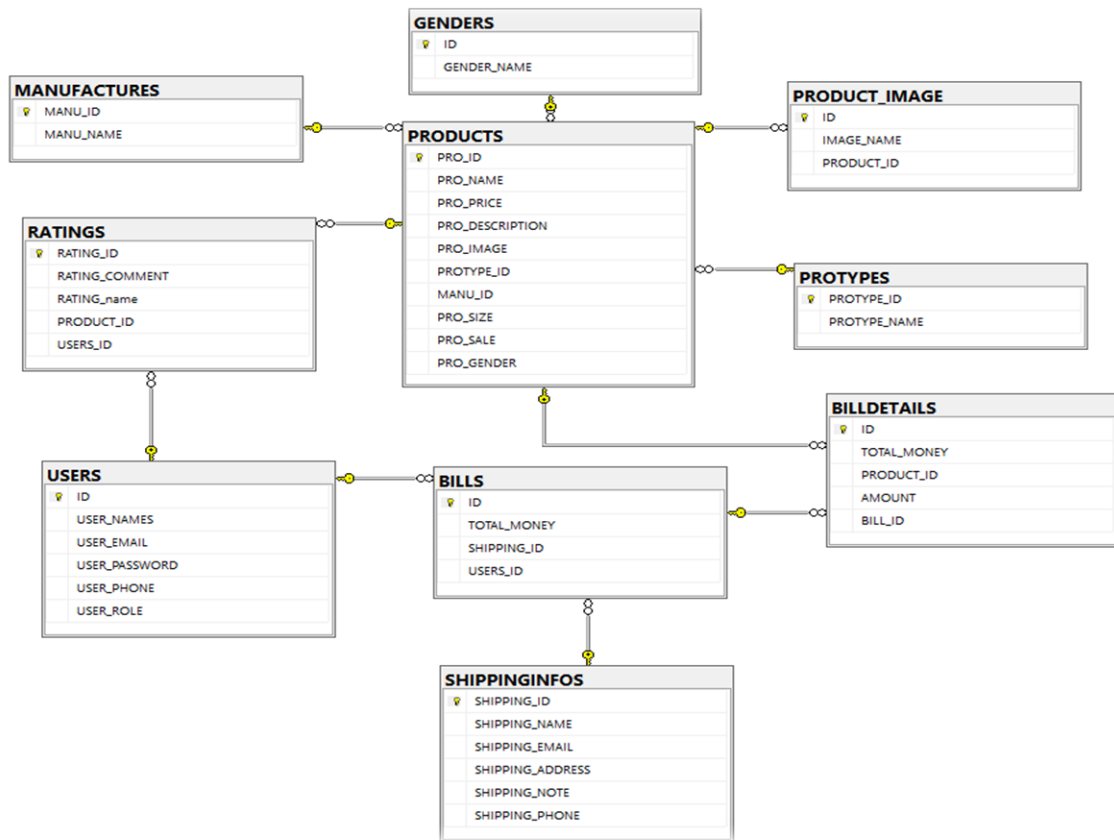 GENDERS
ID
GENDER_NAME
MANUFACTURES
MANU_ID
MANU_NAME
PRODUCT_IMAGE
ID
IMAGE_NAME
PRODUCT_ID
PRODUCTS
PRO_ID
PRO_NAME
PRO_PRICE
PRO_DESCRIPTION
PRO_IMAGE
PROTYPE_ID
MANU_ID
PRO_SIZE
PRO_SALE
PRO_GENDER
RATINGS
RATING_ID
RATING_COMMENT
RATING_name
PRODUCT_ID
USERS_ID
PROTYPES
PROTYPE_ID
PROTYPE_NAME
BILLDETAILS
ID
TOTAL_MONEY
PRODUCT_ID
AMOUNT
BILL_ID
USERS
ID
USER_NAMES
USER_EMAIL
USER_PASSWORD
USER_PHONE
USER_ROLE
BILLS
ID
TOTAL_MONEY
SHIPPING_ID
USERS_ID
SHIPPINGINFOS
SHIPPING_ID
SHIPPING_NAME
SHIPPING_EMAIL
SHIPPING_ADDRESS
SHIPPING_NOTE
SHIPPING_PHONE